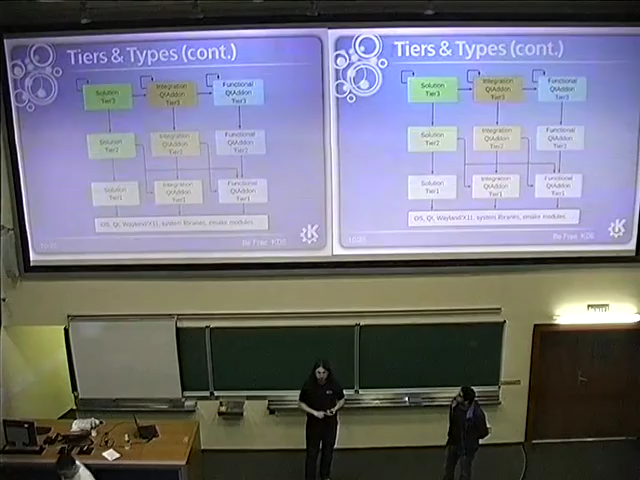 Tiers & Types (cont.)
Solution
Tier3
Integration
QtAddon
Tier3
Functional
QtAddon
Tier3
Solution
Tier2
Integration
QtAddon
Tier2
Functional
QtAddon
Tier2
Solution
Tier1
Integration
QtAddon
Tier1
Functional
QtAddon
Tier1
OS, Qt, Wayland/X11, system libraries,
modules
Be Free. KDE
Tiers & Types (cont.)
Solution
Tier3
Integration
QtAddon
Tier3
Functional
QtAddon
Tier3
Solution
Tier2
Integration
QtAddon
Tier2
Functional
QtAddon
Tier2
Solution
Tier1
Integration
QtAddon
Tier1
Functional
QtAddon
Tier1
OS, Qt, Wayland/X11, system libraries,
modules
Be Free. KDE